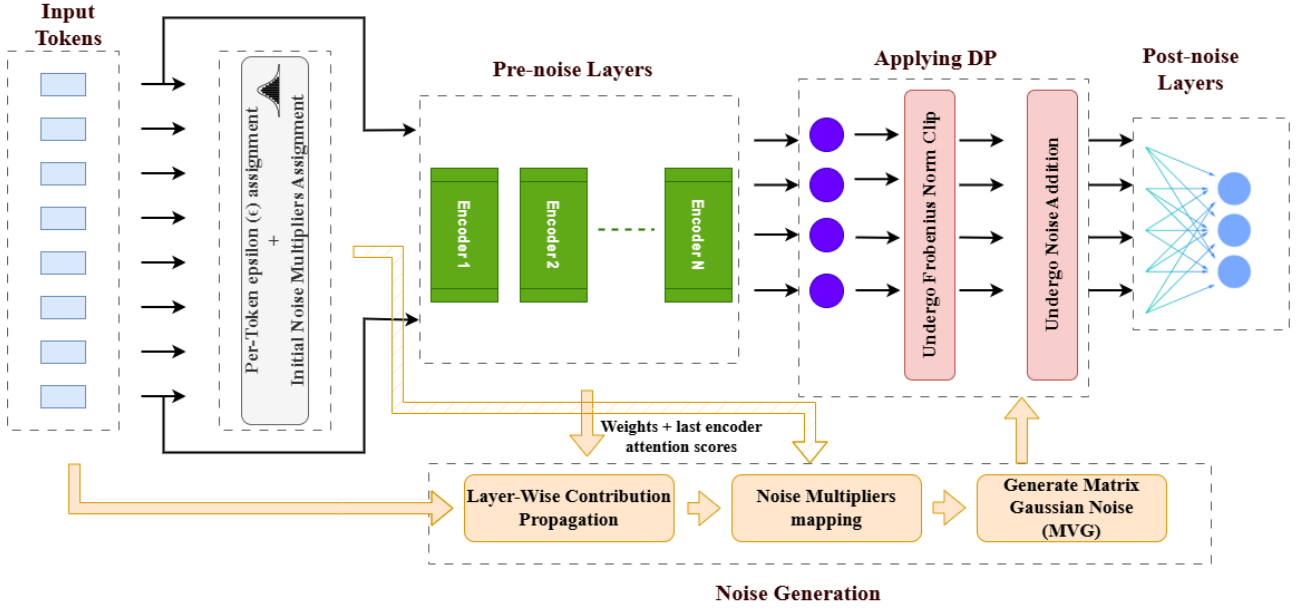 Input
Tokens
Per-Token epsilon (ϵ) assignment
+
Initial Noise Multipliers Assignment
Pre-noise Layers
Encoder 1
Encoder 2
Encoder N
Applying DP
Undergo Frobenius Norm Clip
Undergo Noise Addition
Post-noise
Layers
Weights + last encoder
attention scores
Layer-Wise Contribution
Propagation
Noise Multipliers
mapping
Generate Matrix
Gaussian Noise
(MVG)
Noise Generation